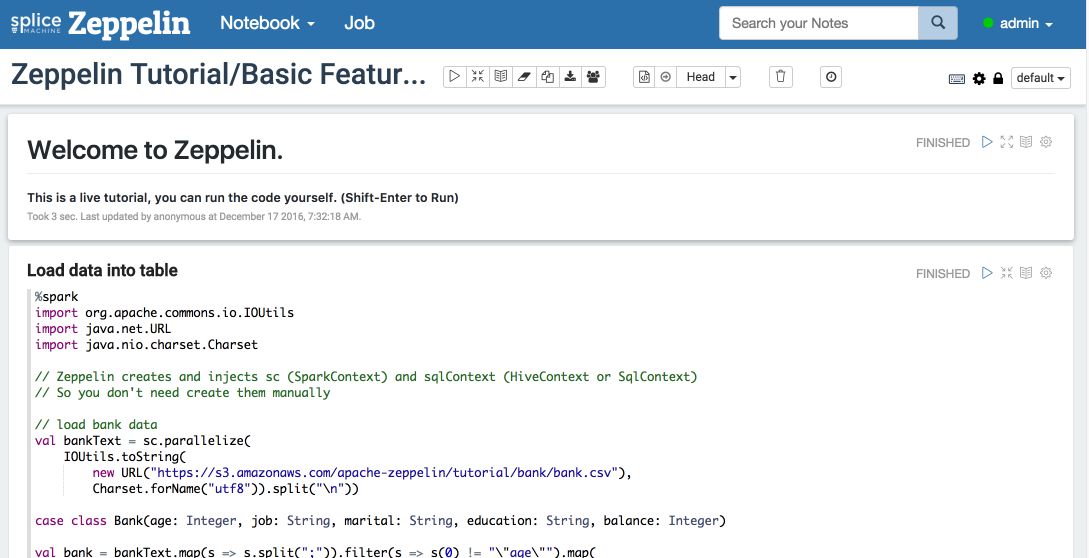 splice MACHINE Zeppelin Notebook Job Search your Notes admin
Zeppelin Tutorial/Basic Featur... Head default
Welcome to Zeppelin. FINISHED
This is a live tutorial, you can run the code yourself. (Shift-Enter to Run)
Took 3 sec. Last updated by anonymous at December 17 2016, 7:32:18 AM.
Load data into table FINISHED
%spark
import org.apache.commons.io.IOUtils
import java.net.URL
import java.nio.charset.Charset
// Zeppelin creates and injects sc (SparkContext) and sqlContext (HiveContext or SqlContext)
// So you don't need create them manually
// load bank data
val bankText = sc.parallelize(
IOUtils.toString(
new URL("https://s3.amazonaws.com/apache-zeppelin/tutorial/bank/bank.csv"),
Charset.forName("utf8")).split("\n"))
case class Bank(age: Integer, job: String, marital: String, education: String, balance: Integer)
val bank = bankText.map(s => s.split(";")).filter(s => s(0) != "\"age\"").map(